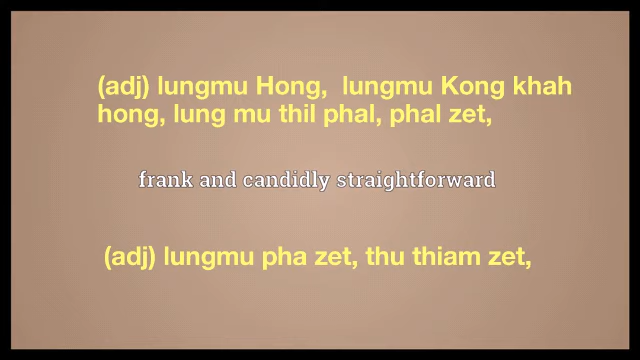 (adj) lungmu Hong, lungmu Kong khah
hong, lung mu thil phal, phal zet,
frank and candidly straightforward
(adj) lungmu pha zet, thu thiam zet,